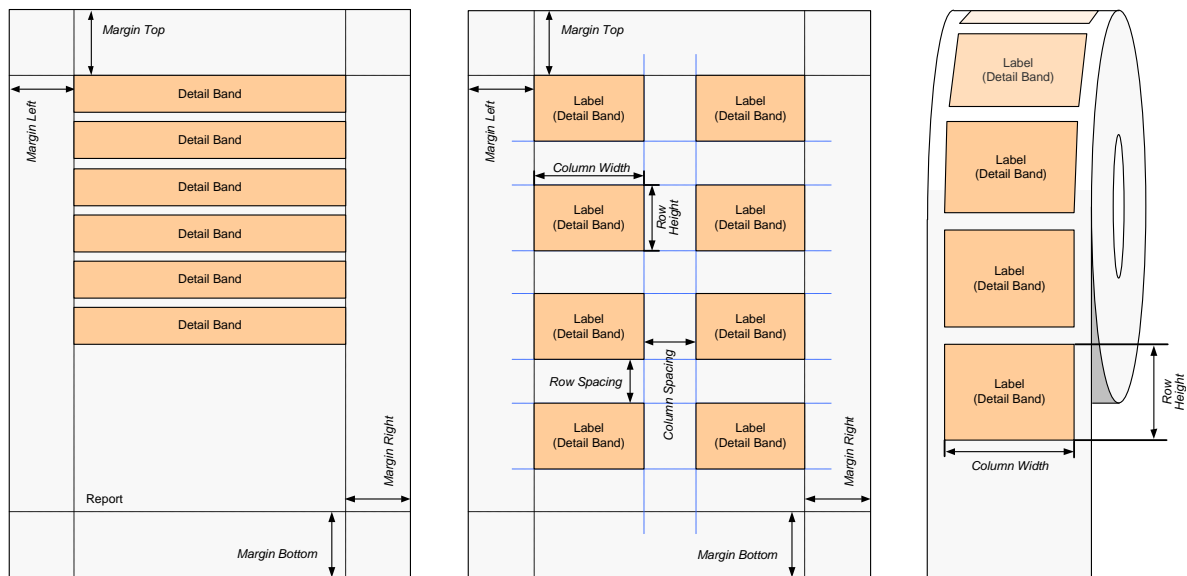 Margin Top
Margin Left
Detail Band
Detail Band
Detail Band
Detail Band
Detail Band
Detail Band
Report
Margin Right
Margin Bottom
Margin Top
Margin Left
Label
(Detail Band)
Label
(Detail Band)
Column Width
Label
(Detail Band)
Row
Height
Label
(Detail Band)
Label
(Detail Band)
Label
(Detail Band)
Row Spacing
Column Spacing
Label
(Detail Band)
Label
(Detail Band)
Margin Right
Margin Bottom
Label
(Detail Band)
Label
(Detail Band)
Label
(Detail Band)
Label
(Detail Band)
Row
Height
Column Width